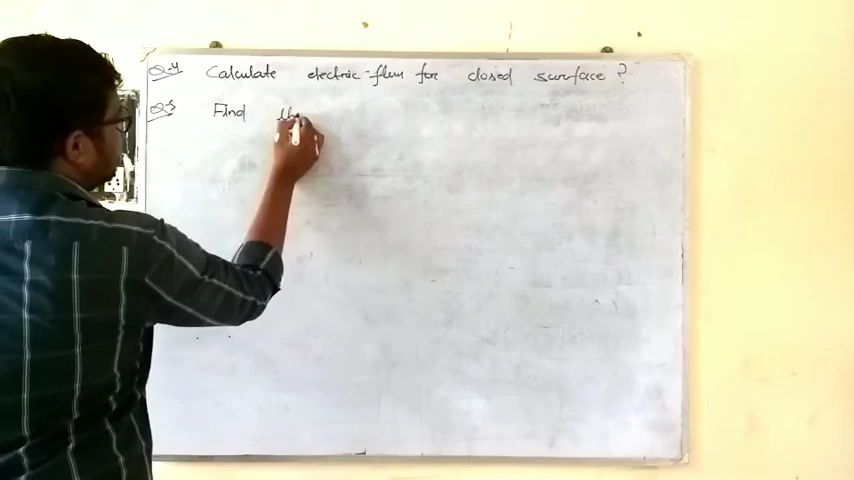 Q-4 Calculate electric-flux for closed surface ?
Q-5 Find the